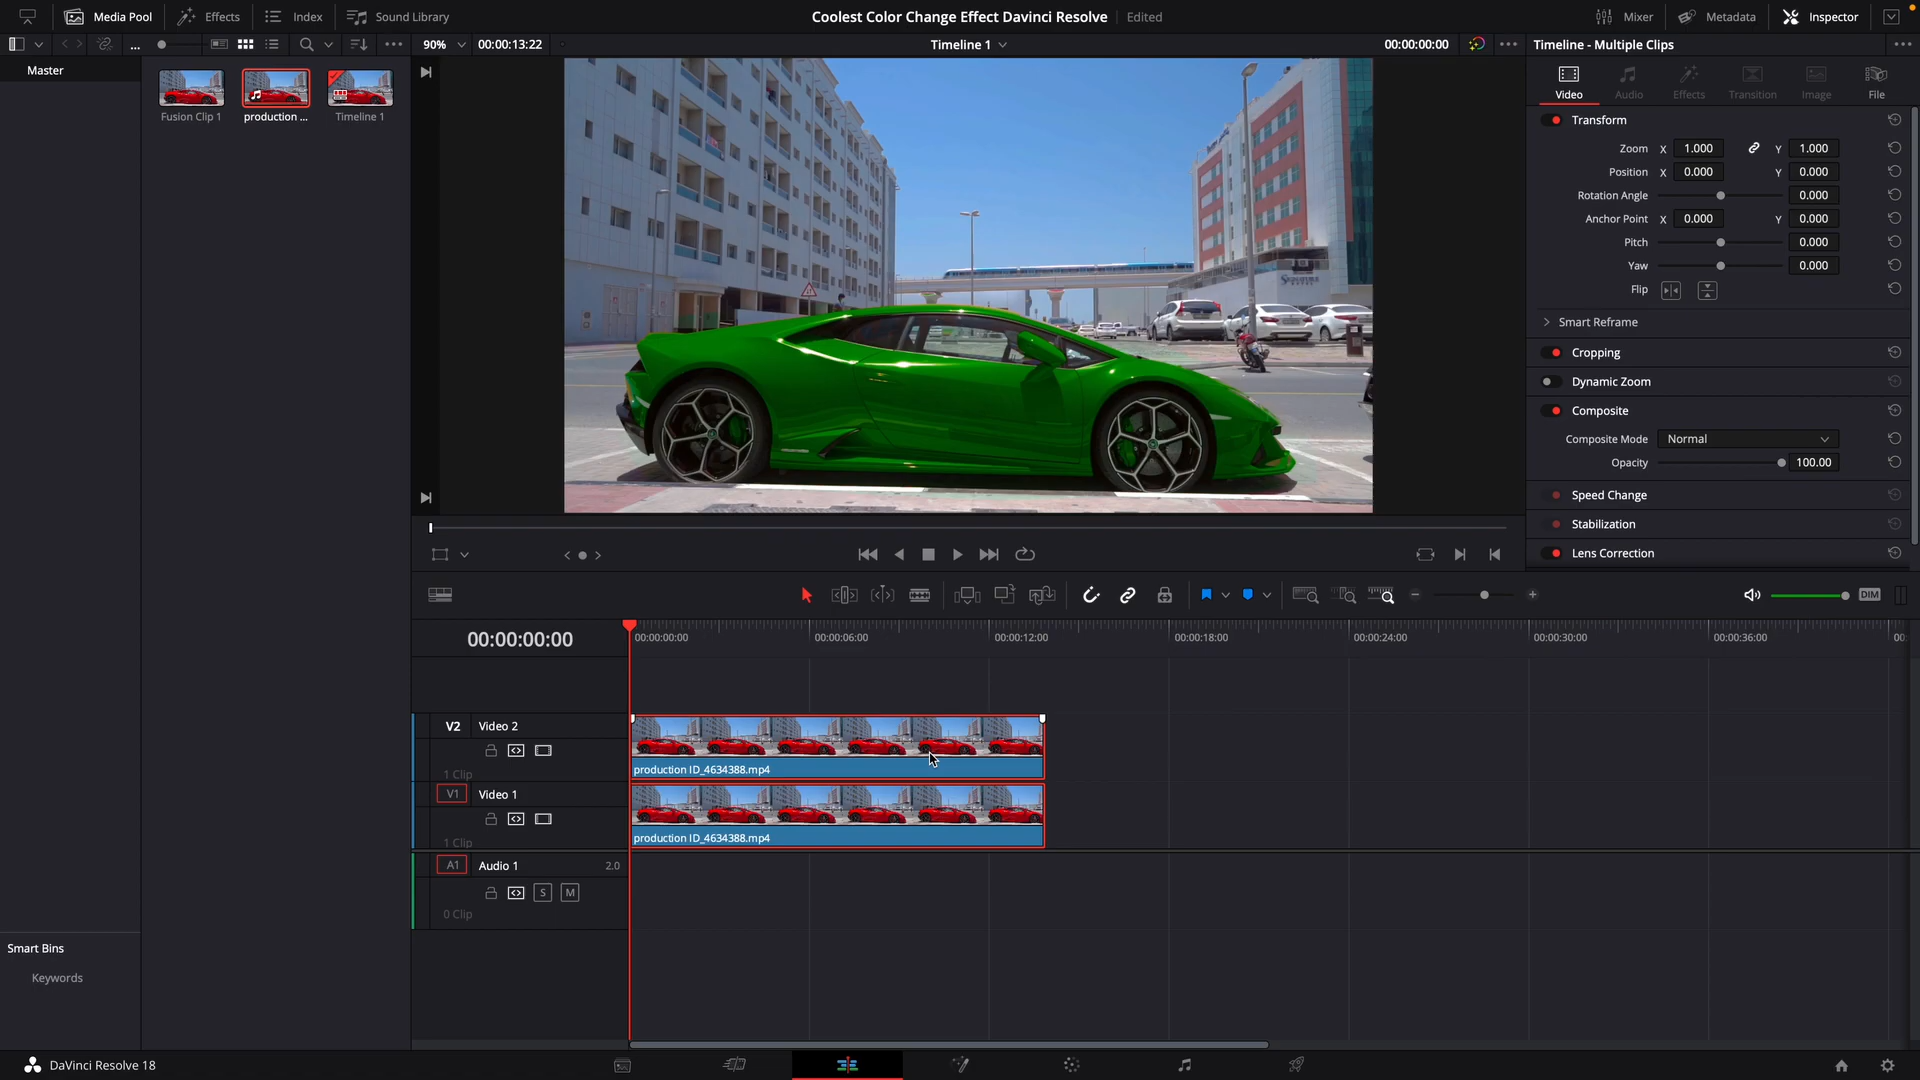 Media Pool
Effects
Index
Sound Library
Coolest Color Change Effect Davinci Resolve
Edited
Mixer
Metadata
Inspector
...
90%
00:00:13:22
Timeline 1
00:00:00:00
Timeline - Multiple Clips
Master
Fusion Clip 1
production ...
Timeline 1
Video
Audio
Effects
Transition
Image
File
Transform
Zoom X 1.000 Y 1.000
Position X 0.000 Y 0.000
Rotation Angle 0.000
Anchor Point X 0.000 Y 0.000
Pitch 0.000
Yaw 0.000
Flip
Smart Reframe
Cropping
Dynamic Zoom
Composite
Composite Mode Normal
Opacity 100.00
Speed Change
Stabilization
Lens Correction
DIM
00:00:00:00
00:00:00:00
00:00:06:00
00:00:12:00
00:00:18:00
00:00:24:00
00:00:30:00
00:00:36:00
00:
V2 Video 2
1 Clip
production ID_4634388.mp4
V1 Video 1
1 Clip
production ID_4634388.mp4
A1 Audio 1 2.0
S M
0 Clip
Smart Bins
Keywords
DaVinci Resolve 18